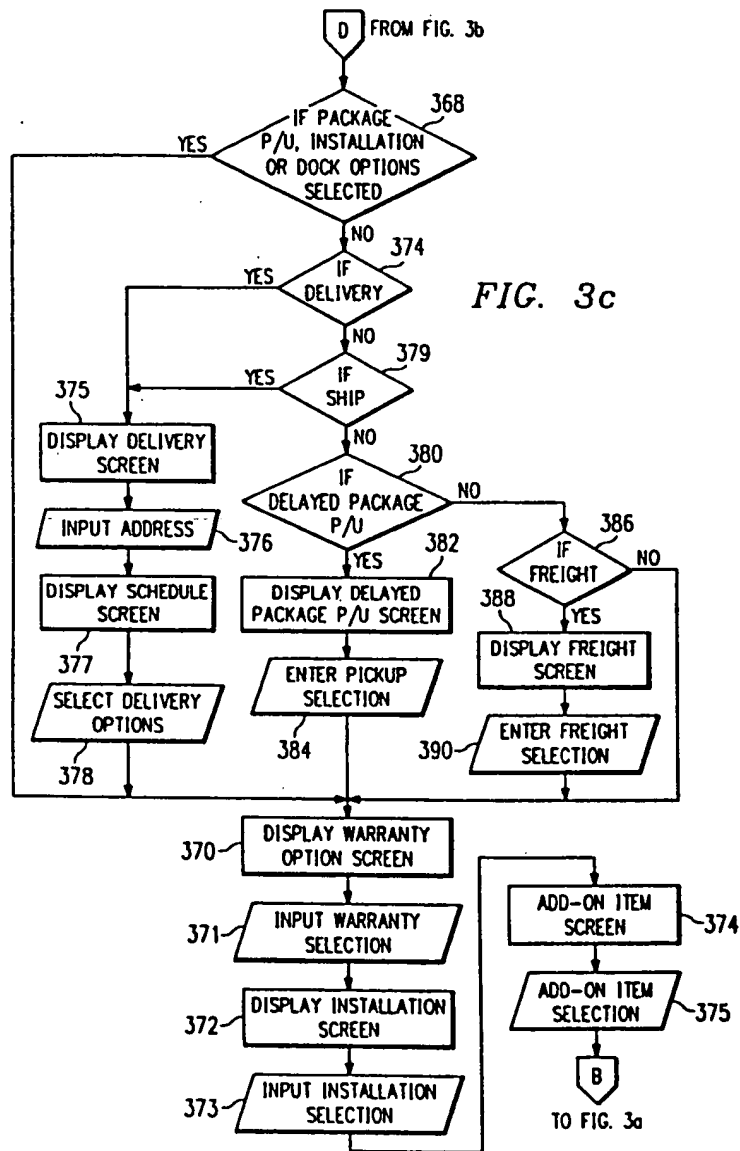 D
FROM FIG. 3b
368
IF PACKAGE
P/U, INSTALLATION
OR DOCK OPTIONS
SELECTED
YES
NO
374
IF
DELIVERY
YES
FIG. 3c
NO
379
IF
SHIP
YES
NO
375
DISPLAY DELIVERY
SCREEN
380
IF
DELAYED PACKAGE
P/U
NO
INPUT ADDRESS
376
386
IF
FREIGHT
NO
YES
382
DISPLAY SCHEDULE
SCREEN
377
DISPLAY DELAYED
PACKAGE P/U SCREEN
388
YES
DISPLAY FREIGHT
SCREEN
SELECT DELIVERY
OPTIONS
378
ENTER PICKUP
SELECTION
384
390
ENTER FREIGHT
SELECTION
370
DISPLAY WARRANTY
OPTION SCREEN
371
INPUT WARRANTY
SELECTION
372
DISPLAY INSTALLATION
SCREEN
373
INPUT INSTALLATION
SELECTION
ADD-ON ITEM
SCREEN
374
ADD-ON ITEM
SELECTION
375
B
TO FIG. 3a